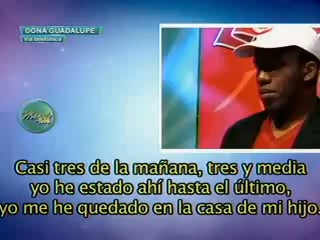 DOÑA GUADALUPE
Vía telefónica
Casi tres de la mañana, tres y media
yo he estado ahí hasta el último,
yo me he quedado en la casa de mi hijo.